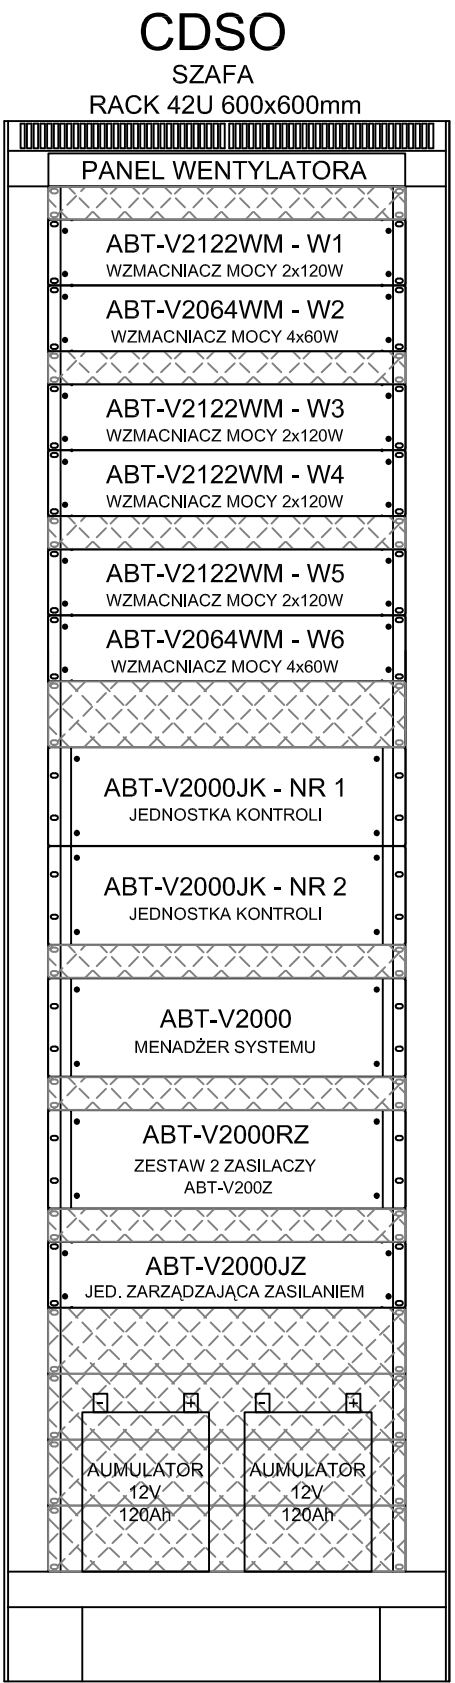 CDSO
SZAFA
RACK 42U 600x600mm
PANEL WENTYLATORA
ABT-V2122WM - W1
WZMACNIACZ MOCY 2x120W
ABT-V2064WM - W2
WZMACNIACZ MOCY 4x60W
ABT-V2122WM - W3
WZMACNIACZ MOCY 2x120W
ABT-V2122WM - W4
WZMACNIACZ MOCY 2x120W
ABT-V2122WM - W5
WZMACNIACZ MOCY 2x120W
ABT-V2064WM - W6
WZMACNIACZ MOCY 4x60W
ABT-V2000JK - NR 1
JEDNOSTKA KONTROLI
ABT-V2000JK - NR 2
JEDNOSTKA KONTROLI
ABT-V2000
MENADŻER SYSTEMU
ABT-V2000RZ
ZESTAW 2 ZASILACZY
ABT-V200Z
ABT-V2000JZ
JED. ZARZĄDZAJĄCA ZASILANIEM
- + - +
AUMULATOR AUMULATOR
12V 12V
120Ah 120Ah